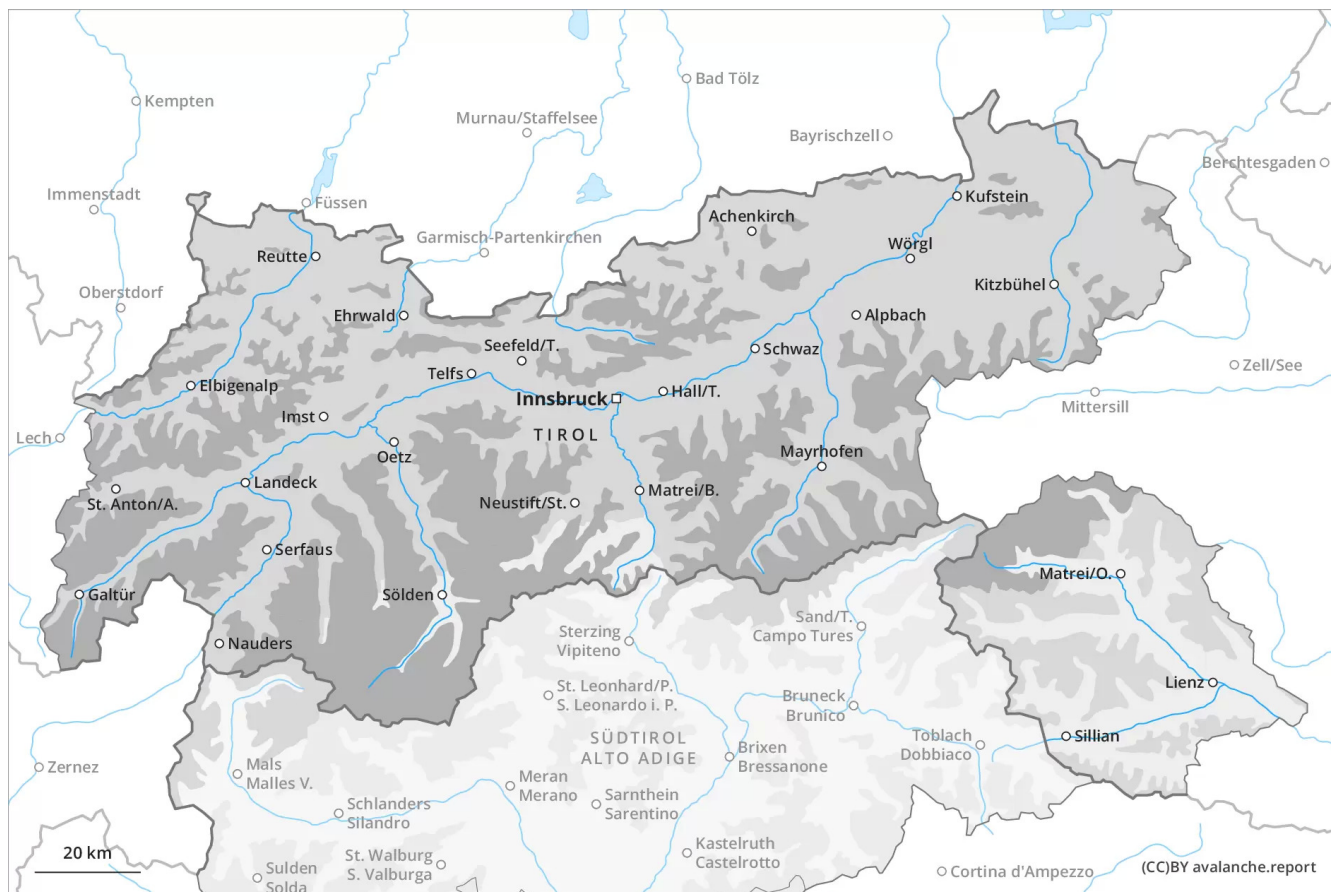 Bad Tölz
Kempten
Murnau/Staffelsee
Bayrischzell
Berchtesgaden
Immenstadt
Füssen
Kufstein
Achenkirch
Garmisch-Partenkirchen
Wörgl
Reutte
Oberstdorf
Kitzbühel
Ehrwald
Alpbach
Seefeld/T.
Schwaz
Zell/See
Telfs
Elbigenalp
Hall/T.
Innsbruck
Mittersill
Imst
Lech
TIROL
Oetz
Mayrhofen
Landeck
Matrei/B.
St. Anton/A.
Neustift/St.
Serfaus
Matrei/O.
Galtür
Sölden
Sand/T.
Campo Tures
Sterzing
Vipiteno
Nauders
Lienz
St. Leonhard/P.
S. Leonardo i. P.
Bruneck
Brunico
Toblach
Dobbiaco
Sillian
SÜDTIROL
ALTO ADIGE
Brixen
Bressanone
Zernez
Mals
Malles V.
Meran
Merano
Sarnthein
Sarentino
Schlanders
Silandro
Kastelruth
Castelrotto
20 km
St. Walburg
S. Valburga
Sulden
Solda
Cortina d'Ampezzo
(CC)BY avalanche.report